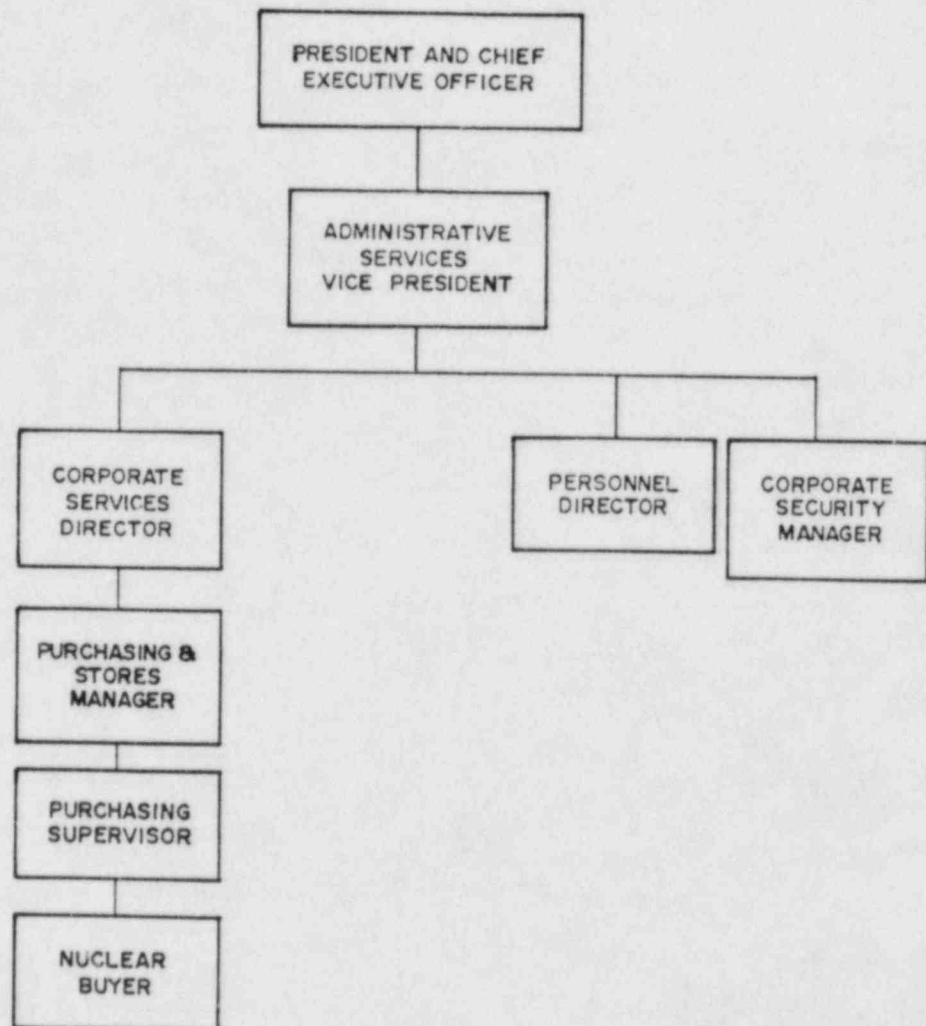 PRESIDENT AND CHIEF
EXECUTIVE OFFICER
ADMINISTRATIVE
SERVICES
VICE PRESIDENT
CORPORATE
SERVICES
DIRECTOR
PERSONNEL
DIRECTOR
CORPORATE
SECURITY
MANAGER
PURCHASING &
STORES
MANAGER
PURCHASING
SUPERVISOR
NUCLEAR
BUYER